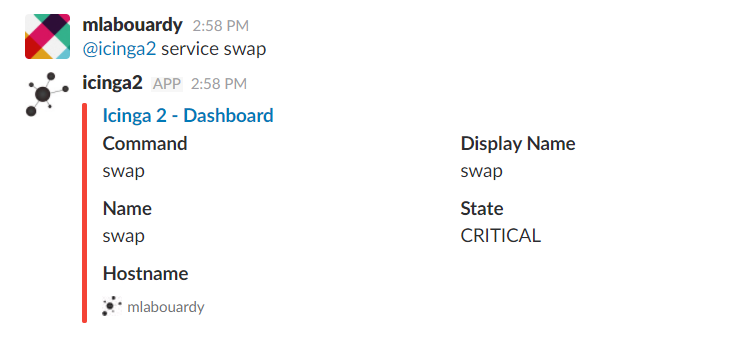 mlabouardy 2:58 PM
@icinga2 service swap
icinga2 APP 2:58 PM
Icinga 2 - Dashboard
Command Display Name
swap swap
Name State
swap CRITICAL
Hostname
mlabouardy